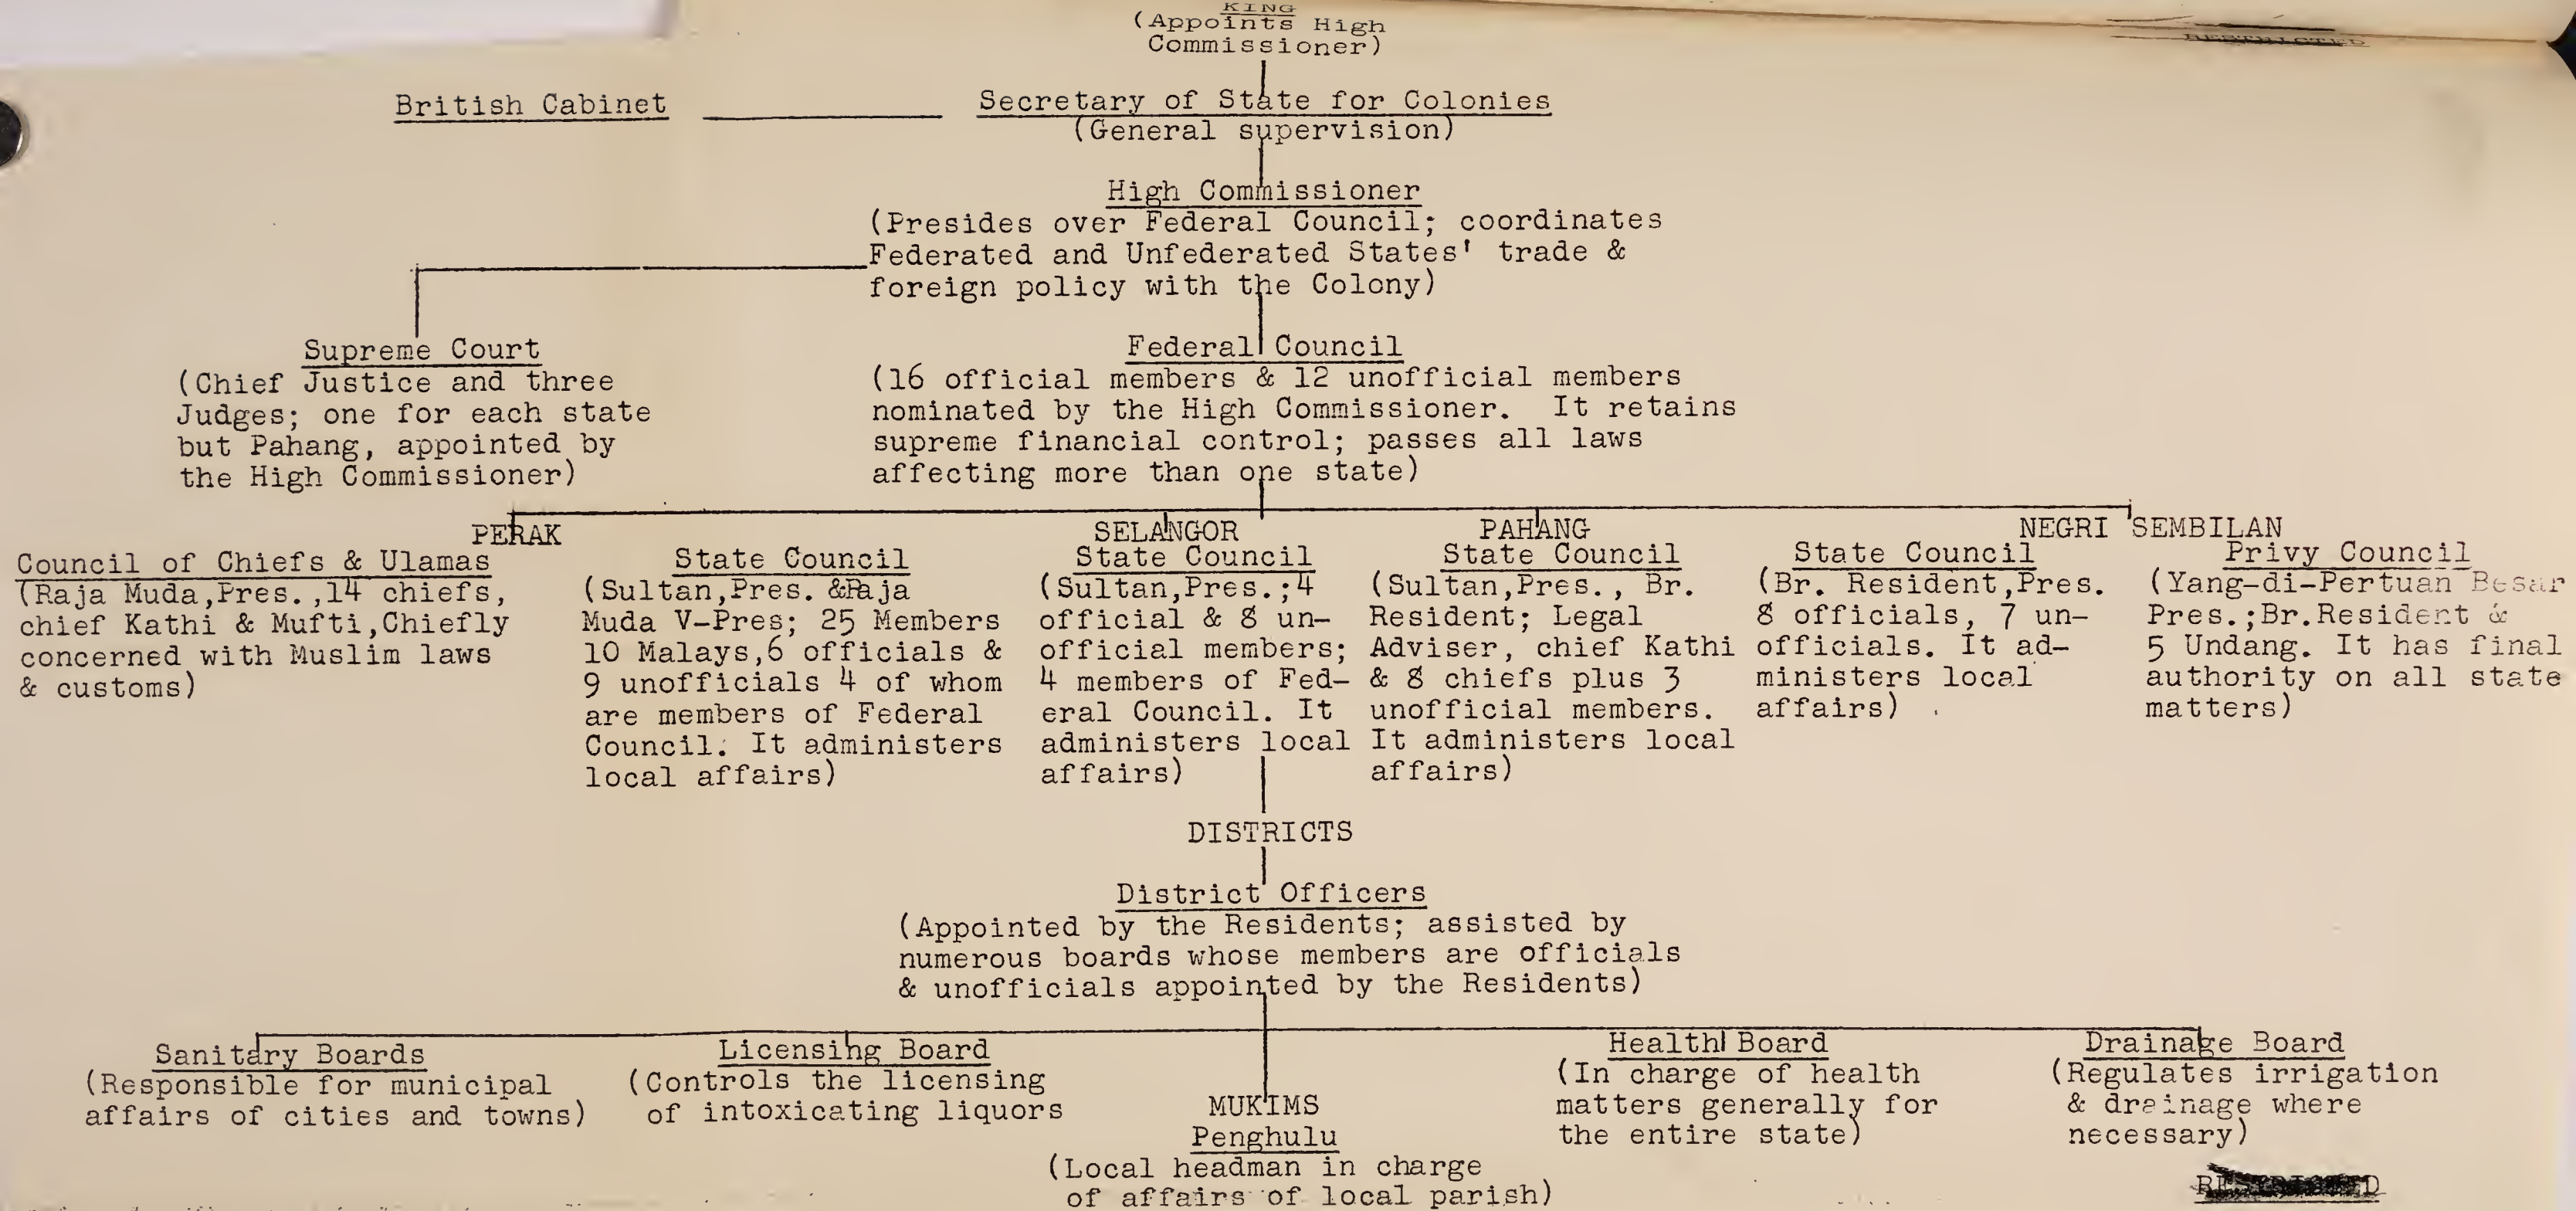 KING
(Appoints High
Commissioner)
RESTRICTED
British Cabinet
Secretary of State for Colonies
(General supervision)
High Commissioner
(Presides over Federal Council; coordinates
Federated and Unfederated States' trade &
foreign policy with the Colony)
Supreme Court
(Chief Justice and three
Judges; one for each state
but Pahang, appointed by
the High Commissioner)
Federal Council
(16 official members & 12 unofficial members
nominated by the High Commissioner. It retains
supreme financial control; passes all laws
affecting more than one state)
PERAK
Council of Chiefs & Ulamas
(Raja Muda,Pres.,14 chiefs,
chief Kathi & Mufti,Chiefly
concerned with Muslim laws
& customs)
State Council
(Sultan,Pres. &Raja
Muda V-Pres; 25 Members
10 Malays,6 officials &
9 unofficials 4 of whom
are members of Federal
Council. It administers
local affairs)
SELANGOR
State Council
(Sultan,Pres.;4
official & 8 un-
official members;
4 members of Fed-
eral Council. It
administers local
affairs)
PAHANG
State Council
(Sultan,Pres., Br.
Resident; Legal
Adviser, chief Kathi
& 8 chiefs plus 3
unofficial members.
It administers local
affairs)
NEGRI SEMBILAN
State Council
(Br. Resident,Pres.
8 officials, 7 un-
officials. It ad-
ministers local
affairs)
Privy Council
(Yang-di-Pertuan Besar
Pres.;Br.Resident &
5 Undang. It has final
authority on all state
matters)
DISTRICTS
District Officers
(Appointed by the Residents; assisted by
numerous boards whose members are officials
& unofficials appointed by the Residents)
Sanitary Boards
(Responsible for municipal
affairs of cities and towns)
Licensing Board
(Controls the licensing
of intoxicating liquors
MUKIMS
Penghulu
(Local headman in charge
of affairs of local parish)
Health Board
(In charge of health
matters generally for
the entire state)
Drainage Board
(Regulates irrigation
& drainage where
necessary)
RESTRICTED